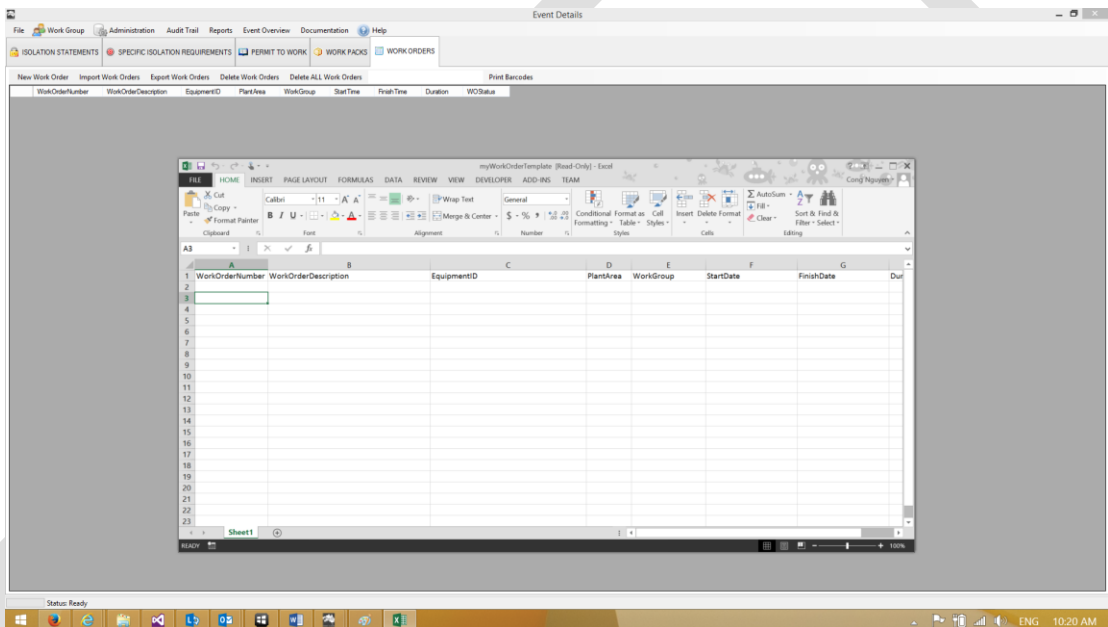 Event Details
File Work Group Administration Audit Trail Reports Event Overview Documentation Help
ISOLATION STATEMENTS SPECIFIC ISOLATION REQUIREMENTS PERMIT TO WORK WORK PACKS WORK ORDERS
New Work Order Import Work Orders Export Work Orders Delete Work Orders Delete ALL Work Orders Print Barcodes
WorkOrderNumber WorkOrderDescription EquipmentID PlantArea WorkGroup StartTime FinishTime Duration WOStatus
myWorkOrderTemplate [Read-Only] - Excel
FILE HOME INSERT PAGE LAYOUT FORMULAS DATA REVIEW VIEW DEVELOPER ADD-INS TEAM Cong Nguyen
Paste Cut Copy Format Painter Clipboard
Calibri 11 B I U Font
Wrap Text Merge & Center Alignment
General $ % Number
Conditional Formatting Format as Table Cell Styles Styles
Insert Delete Format Cells
AutoSum Fill Clear Sort & Filter Find & Select Editing
A3 fx
A B C D E F G
1 WorkOrderNumber WorkOrderDescription EquipmentID PlantArea WorkGroup StartDate FinishDate Dur
2
3
4
5
6
7
8
9
10
11
12
13
14
15
16
17
18
19
20
21
22
23
Sheet1
READY 100%
Status: Ready
ENG 10:20 AM